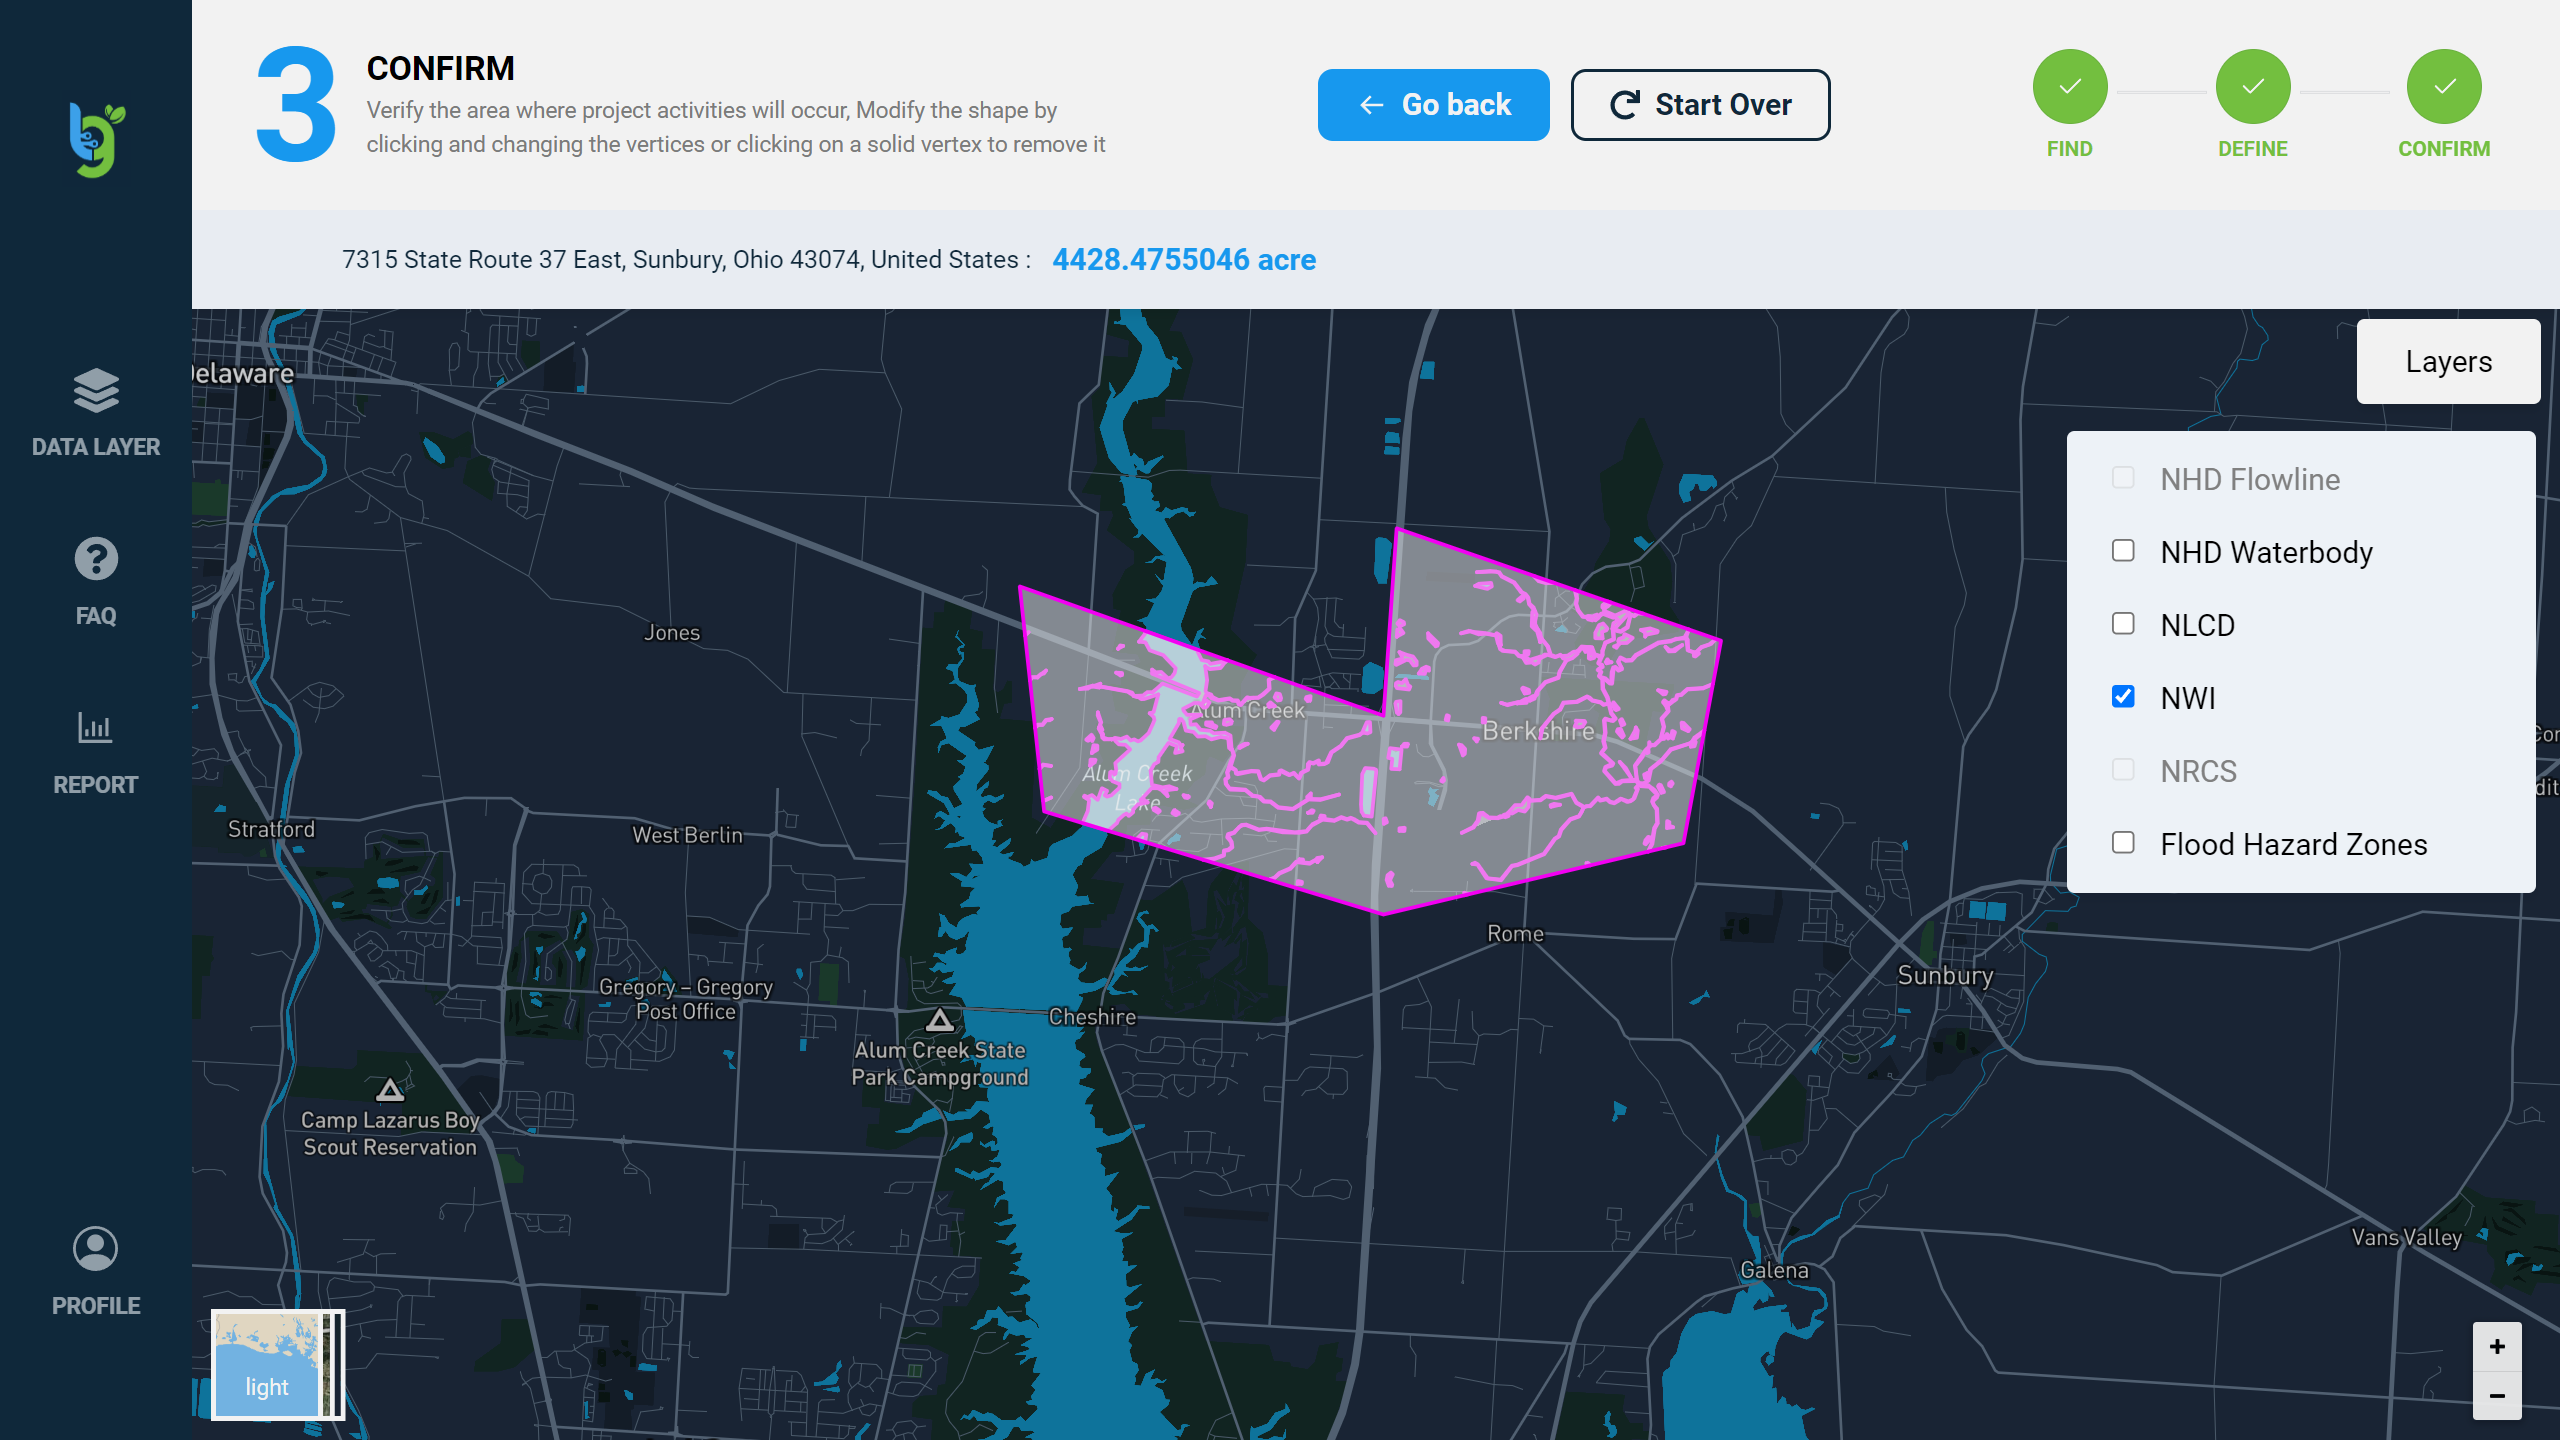 3
CONFIRM
Verify the area where project activities will occur, Modify the shape by
clicking and changing the vertices or clicking on a solid vertex to remove it
Go back
Start Over
FIND
DEFINE
CONFIRM
7315 State Route 37 East, Sunbury, Ohio 43074, United States :
4428.4755046 acre
DATA LAYER
FAQ
REPORT
PROFILE
Layers
NHD Flowline
NHD Waterbody
NLCD
NWI
NRCS
Flood Hazard Zones
elaware
Jones
Alum Creek
Berkshire
Alum Creek
Lake
Stratford
West Berlin
Rome
Sunbury
Gregory – Gregory
Post Office
Cheshire
Alum Creek State
Park Campground
Camp Lazarus Boy
Scout Reservation
Vans Valley
Galena
light
+
−